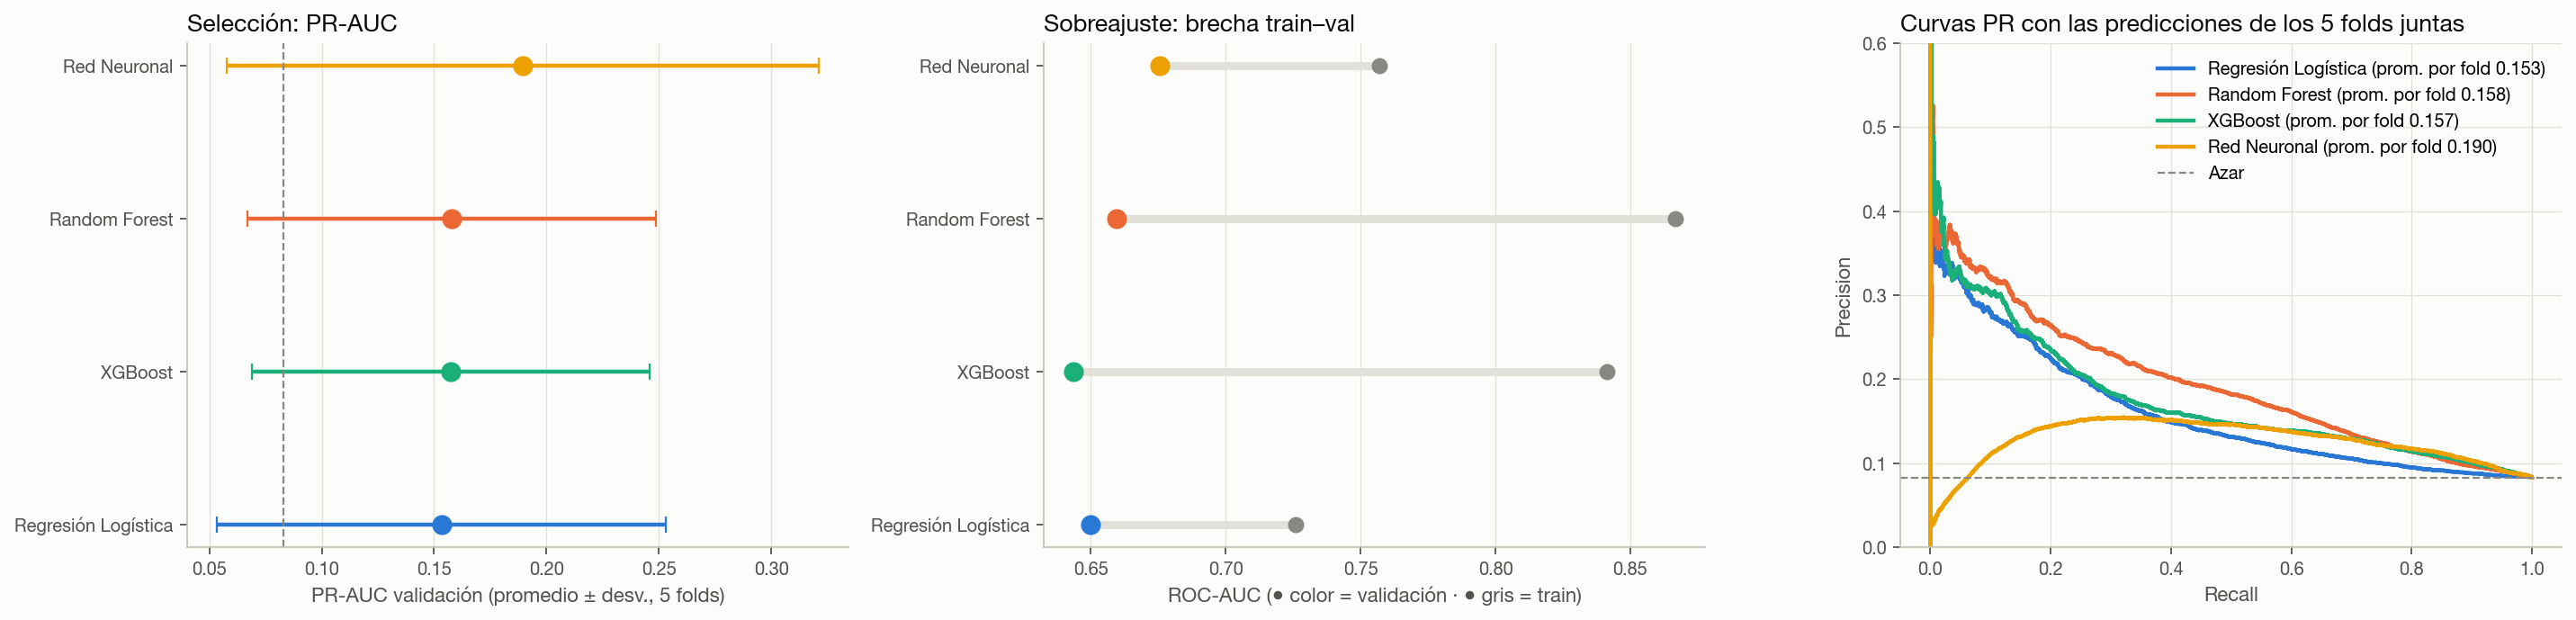 Selección: PR-AUC
Red Neuronal
Random Forest
XGBoost
Regresión Logística
0.05 0.10 0.15 0.20 0.25 0.30
PR-AUC validación (promedio ± desv., 5 folds)
Sobreajuste: brecha train–val
Red Neuronal
Random Forest
XGBoost
Regresión Logística
0.65 0.70 0.75 0.80 0.85
ROC-AUC (● color = validación · ● gris = train)
Curvas PR con las predicciones de los 5 folds juntas
Precision
0.6
0.5
0.4
0.3
0.2
0.1
0.0
Regresión Logística (prom. por fold 0.153)
Random Forest (prom. por fold 0.158)
XGBoost (prom. por fold 0.157)
Red Neuronal (prom. por fold 0.190)
Azar
0.0 0.2 0.4 0.6 0.8 1.0
Recall